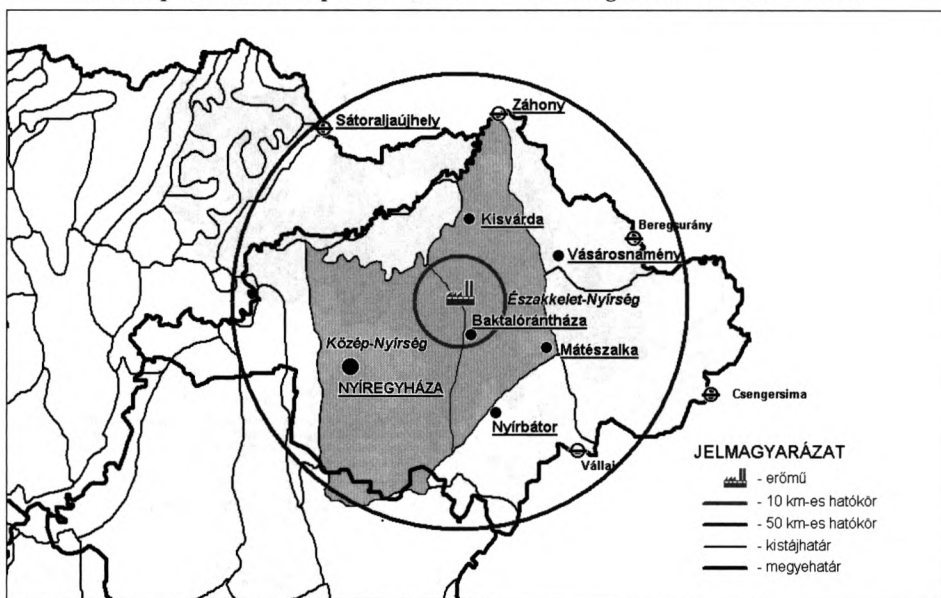 Záhony
Sátoraljaújhely
Kisvárda
Beregsurány
Vásárosnamény
Északkelet-Nyírség
Baktalórántháza
Közép-Nyírség
Mátészalka
NYÍREGYHÁZA
Csengersima
Nyírbátor
Vállaj
JELMAGYARÁZAT
- erőmű
- 10 km-es hatókör
- 50 km-es hatókör
- kistájhatár
- megyehatár